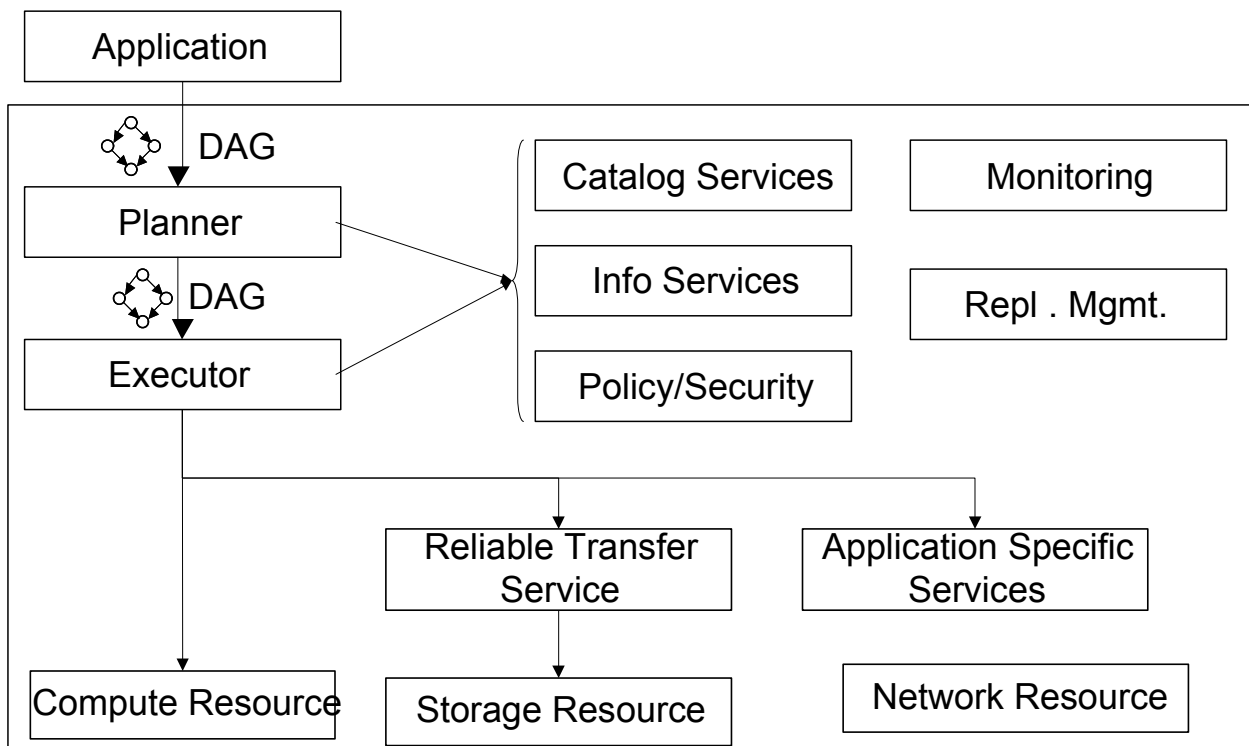 Application
DAG
Planner
DAG
Executor
Catalog Services
Info Services
Policy/Security
Monitoring
Repl . Mgmt.
Reliable Transfer
Service
Application Specific
Services
Compute Resource
Storage Resource
Network Resource